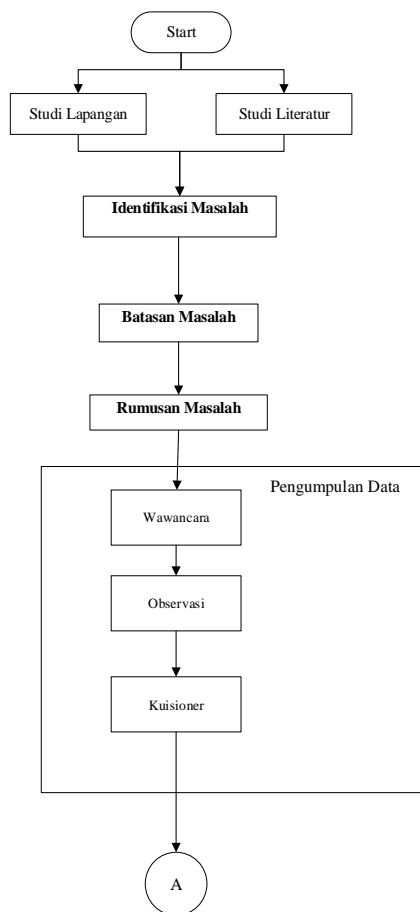 Start
Studi Lapangan
Studi Literatur
Identifikasi Masalah
Batasan Masalah
Rumusan Masalah
Pengumpulan Data
Wawancara
Observasi
Kuisioner
A